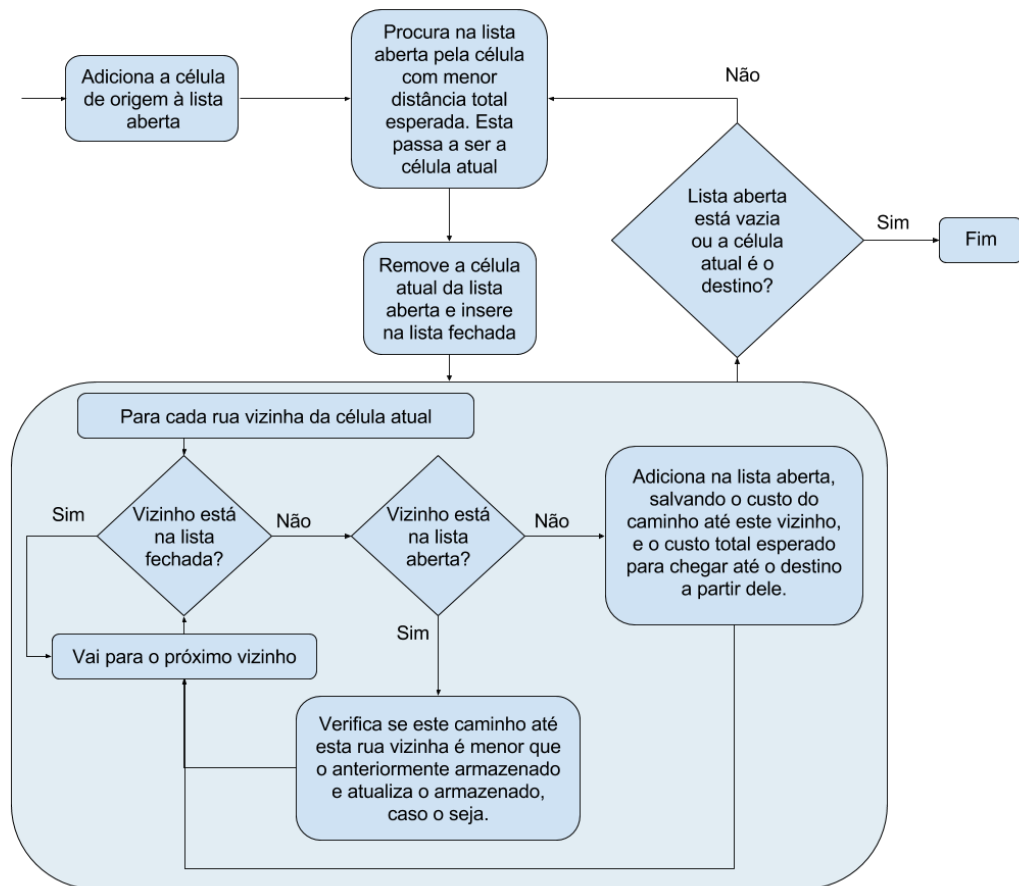 Adiciona a célula
de origem à lista
aberta
Procura na lista
aberta pela célula
com menor
distância total
esperada. Esta
passa a ser a
célula atual
Não
Lista aberta
está vazia
ou a célula
atual é o
destino?
Sim
Fim
Remove a célula
atual da lista
aberta e insere
na lista fechada
Para cada rua vizinha da célula atual
Sim
Vizinho está
na lista
fechada?
Não
Vizinho está
na lista
aberta?
Não
Adiciona na lista aberta,
salvando o custo do
caminho até este vizinho,
e o custo total esperado
para chegar até o destino
a partir dele.
Sim
Vai para o próximo vizinho
Verifica se este caminho até
esta rua vizinha é menor que
o anteriormente armazenado
e atualiza o armazenado,
caso o seja.